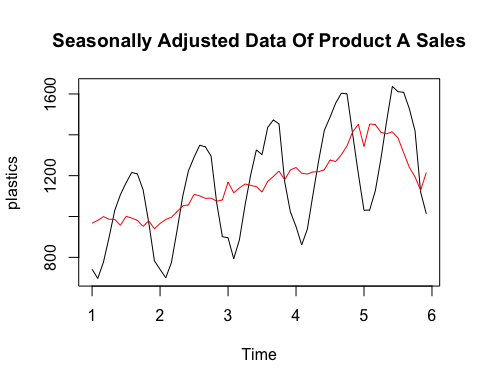 Seasonally Adjusted Data Of Product A Sales
plastics
1600
1200
800
1 2 3 4 5 6
Time